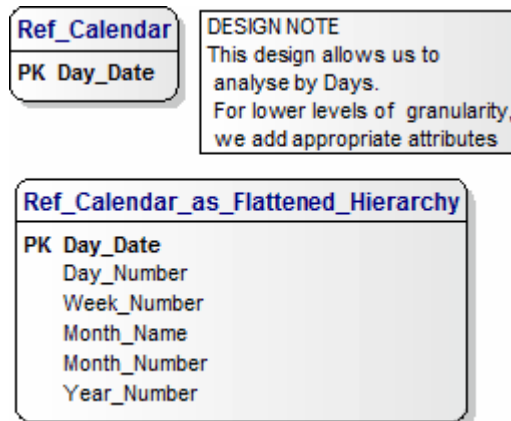 Ref_Calendar
PK Day_Date
DESIGN NOTE
This design allows us to
analyse by Days.
For lower levels of granularity,
we add appropriate attributes
Ref_Calendar_as_Flattened_Hierarchy
PK Day_Date
Day_Number
Week_Number
Month_Name
Month_Number
Year_Number